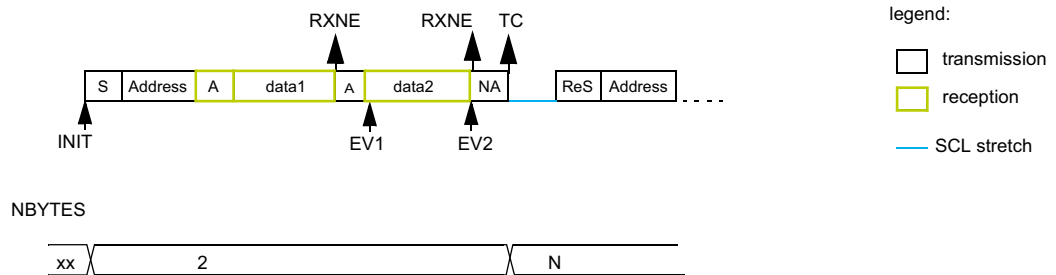 RXNE RXNE TC
legend:
transmission
reception
SCL stretch
S Address A data1 A data2 NA ReS Address
INIT EV1 EV2
NBYTES
xx 2 N